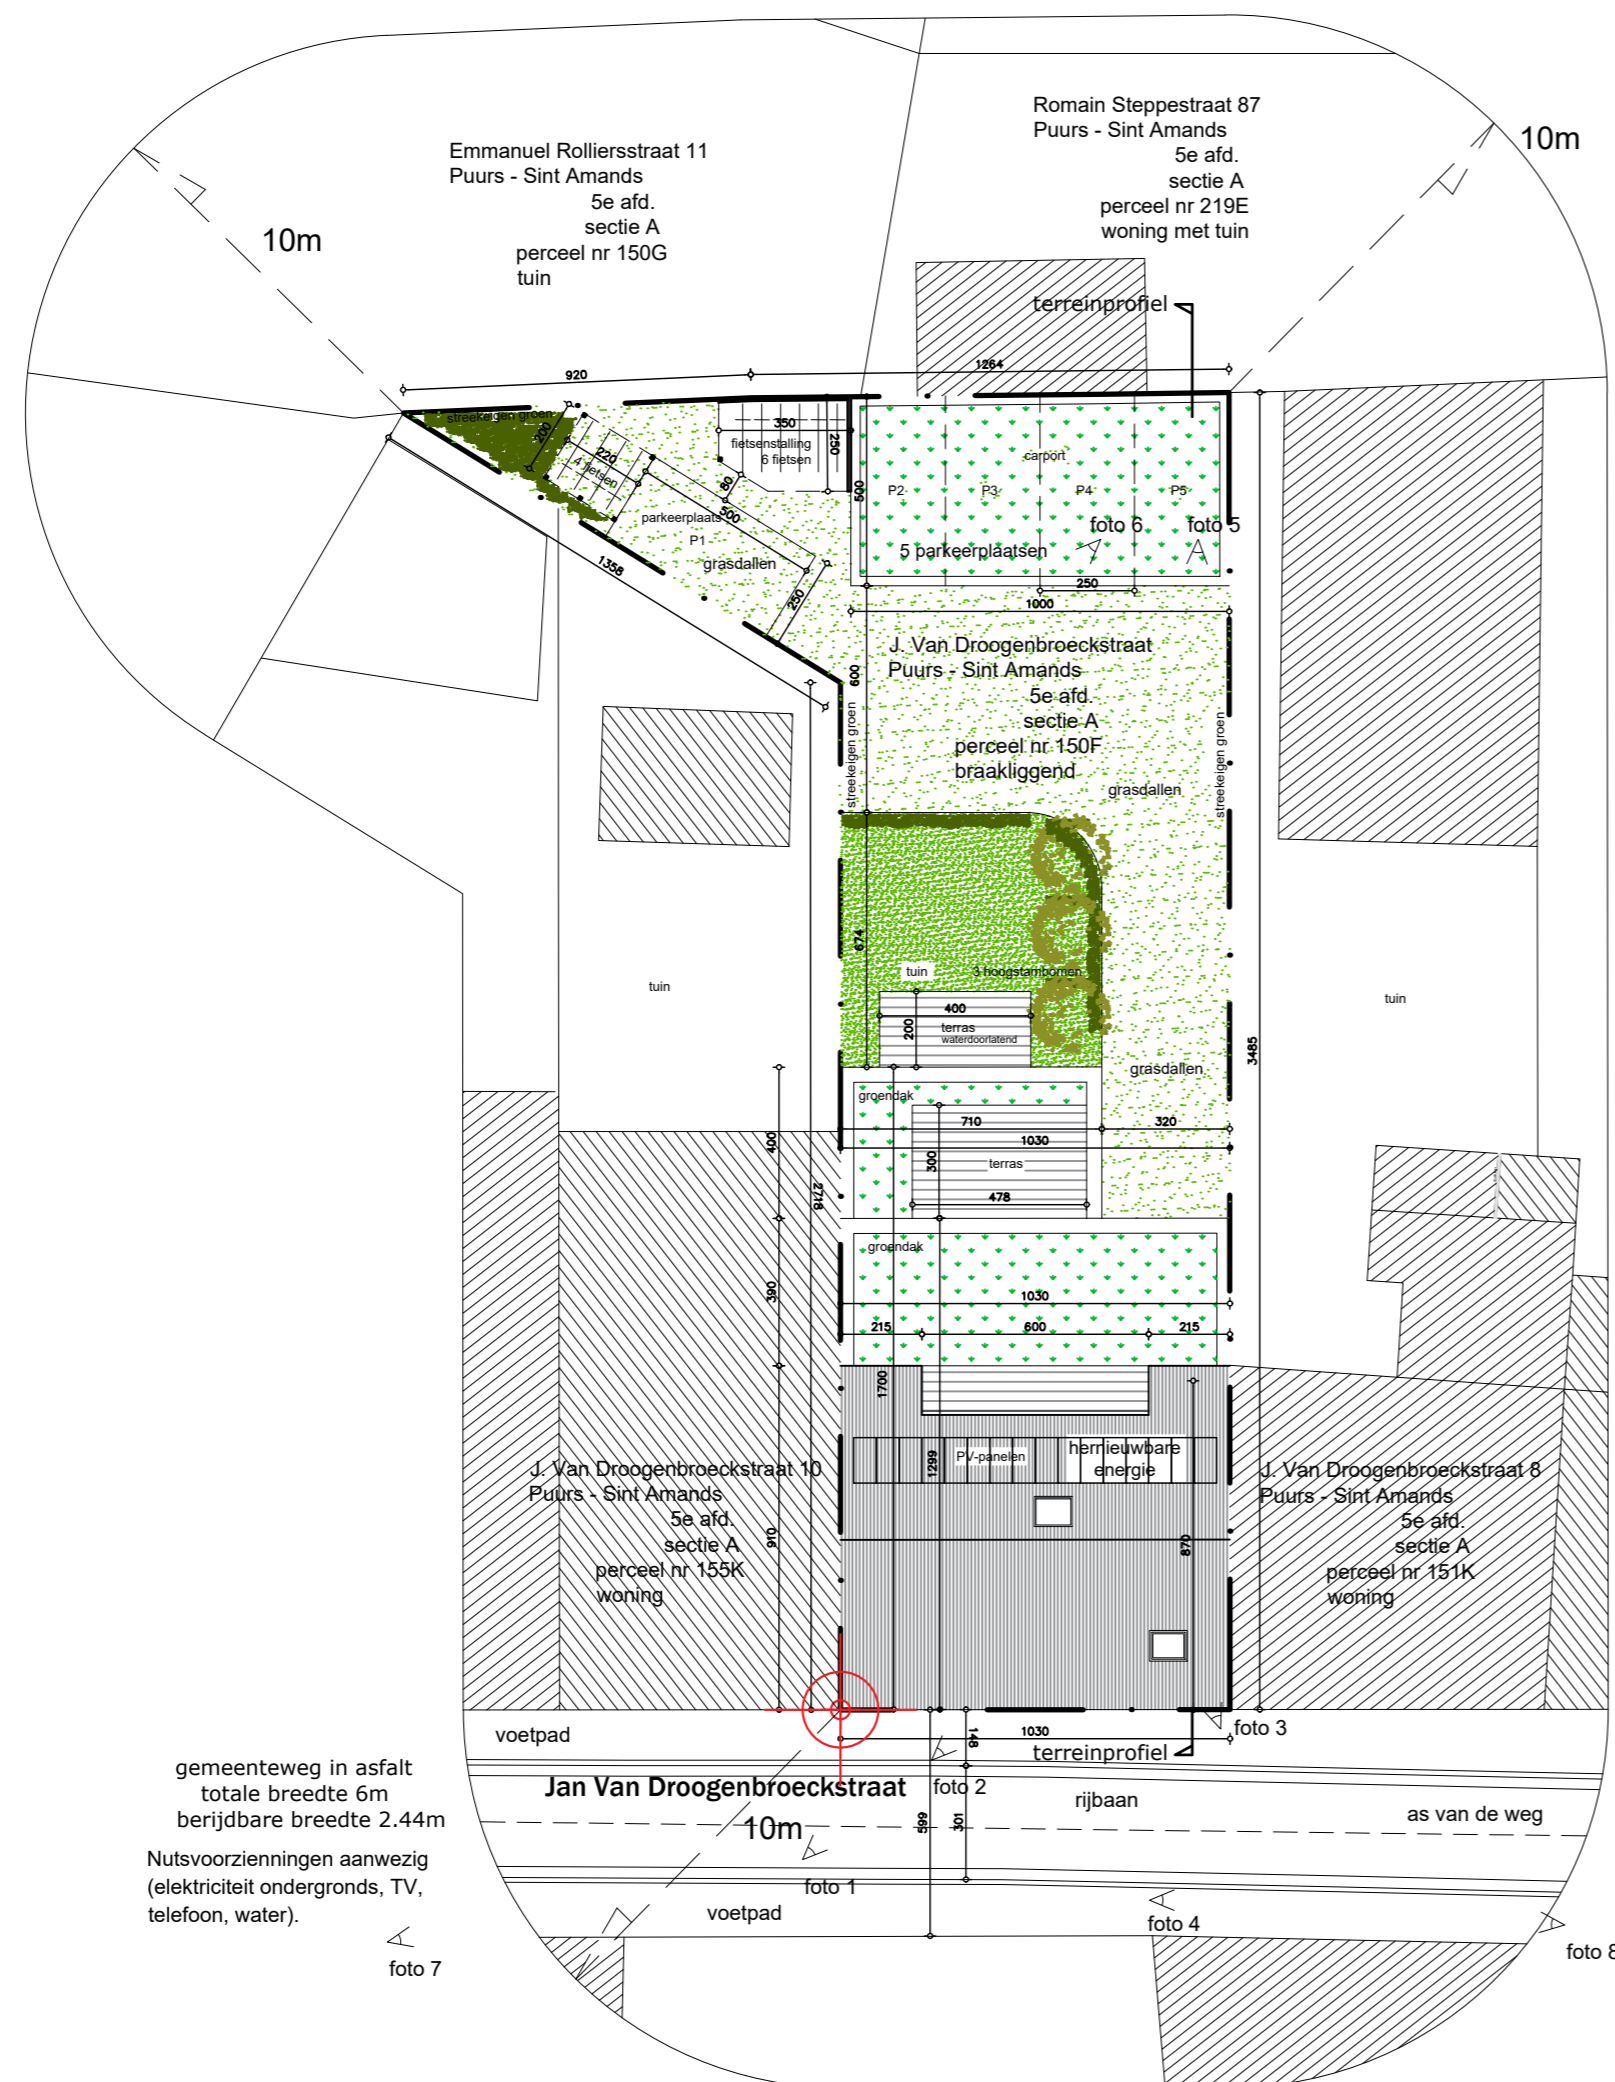 Romain Steppestraat 87
Puurs - Sint Amands
5e afd.
sectie A
perceel nr 219E
woning met tuin
10m
Emmanuel Rolliersstraat 11
Puurs - Sint Amands
5e afd.
sectie A
perceel nr 150G
tuin
10m
terreinprofiel
920
1264
streekeigen groen
200
220
4 fietsen
350
250
fietsenstalling
6 fietsen
80
500
500
carport
P2
P3
P4
P5
foto 6
foto 5
5 parkeerplaatsen
parkeerplaats
P1
grasdallen
250
1358
250
1000
600
J. Van Droogenbroeckstraat
Puurs - Sint Amands
5e afd.
sectie A
perceel nr 150F
braakliggend
streekeigen groen
streekeigen groen
grasdallen
674
tuin
tuin
3 hoogstambomen
tuin
400
200
terras
waterdoorlatend
3485
grasdallen
groendak
710
320
1030
400
300
terras
2718
478
groendak
390
1030
215
600
215
1700
1299
PV-panelen
hernieuwbare
energie
870
910
J. Van Droogenbroeckstraat 10
Puurs - Sint Amands
5e afd.
sectie A
perceel nr 155K
woning
J. Van Droogenbroeckstraat 8
Puurs - Sint Amands
5e afd.
sectie A
perceel nr 151K
woning
voetpad
148
1030
foto 3
terreinprofiel
gemeenteweg in asfalt
totale breedte 6m
berijdbare breedte 2.44m
Jan Van Droogenbroeckstraat
foto 2
rijbaan
as van de weg
10m
599
301
Nutsvoorzienningen aanwezig
(elektriciteit ondergronds, TV,
telefoon, water).
foto 1
voetpad
foto 4
foto 7
foto 8